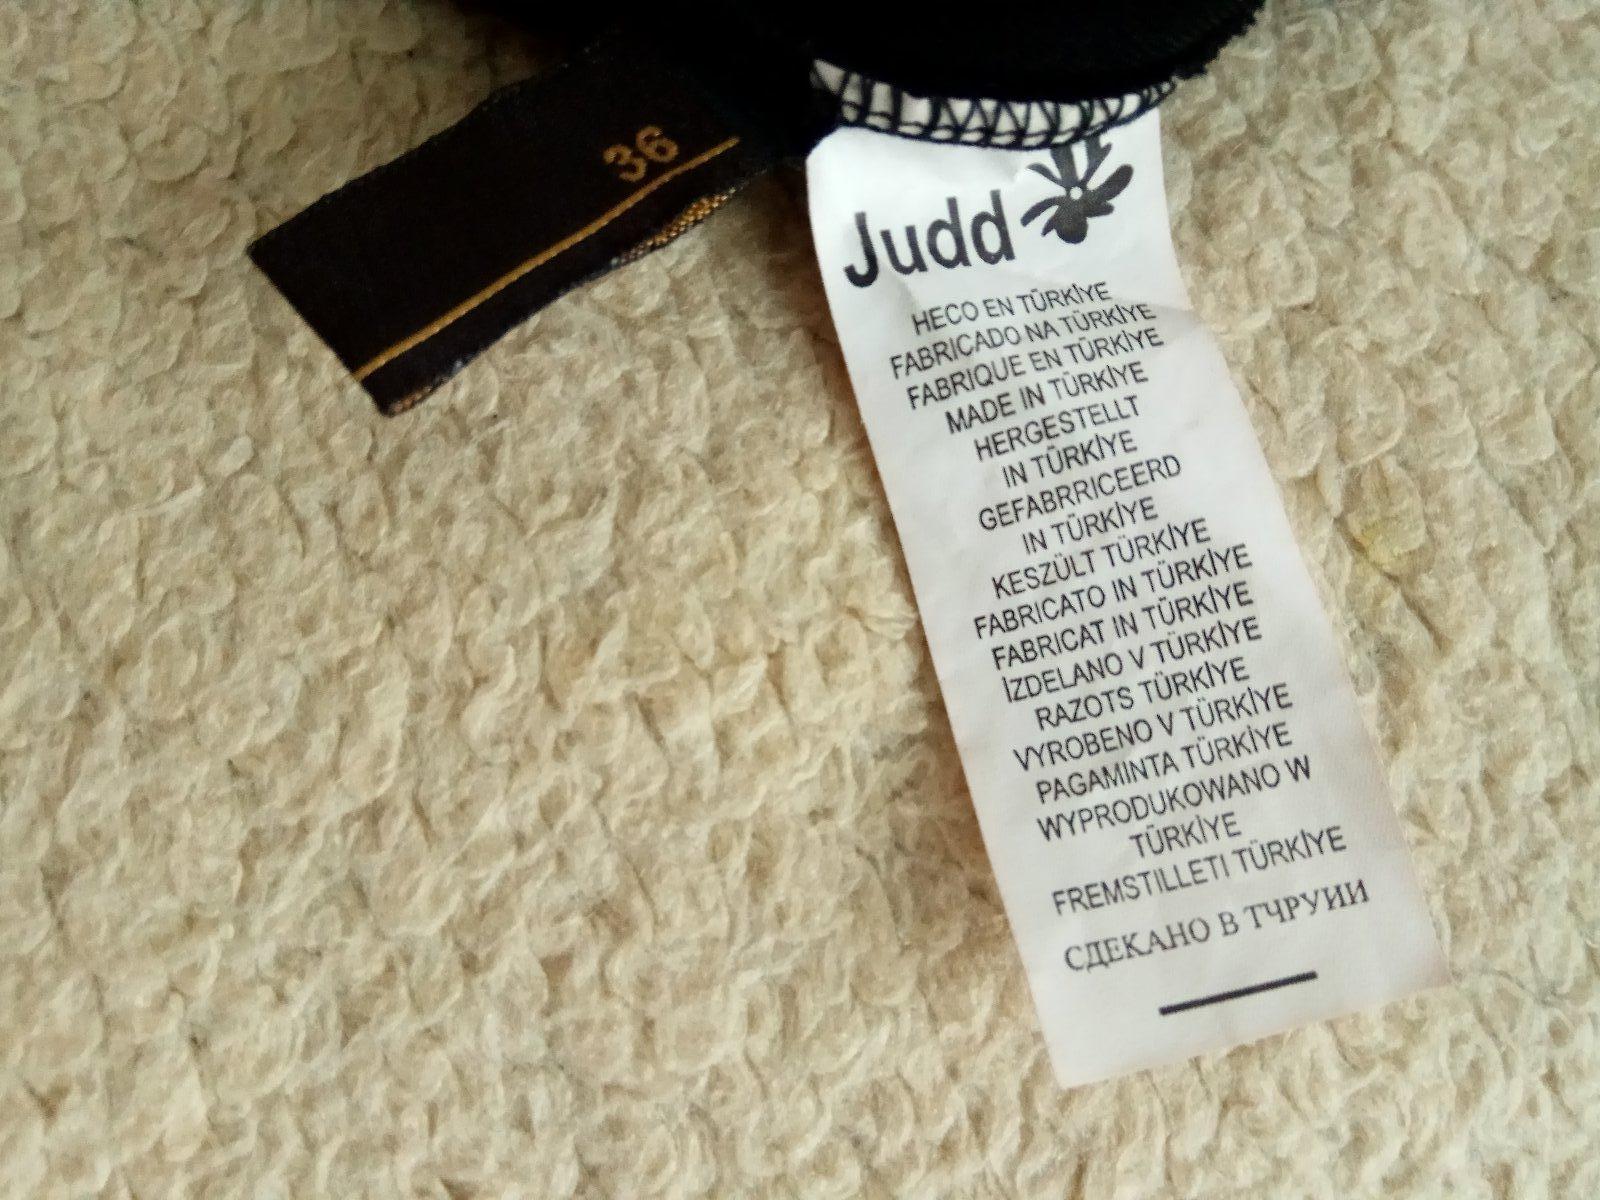 36
Judd
HECO EN TÜRKİYE
FABRICADO NA TÜRKİYE
FABRIQUE EN TÜRKİYE
MADE IN TÜRKİYE
HERGESTELLT
IN TÜRKİYE
GEFABRRICEERD
IN TÜRKİYE
KESZÜLT TÜRKİYE
FABRICATO IN TÜRKİYE
FABRICAT IN TÜRKİYE
İZDELANO V TÜRKİYE
RAZOTS TÜRKİYE
VYROBENO V TÜRKİYE
PAGAMINTA TÜRKİYE
WYPRODUKOWANO W
TÜRKİYE
FREMSTILLETI TÜRKİYE
СДЕКАНО В ТЧРУИИ